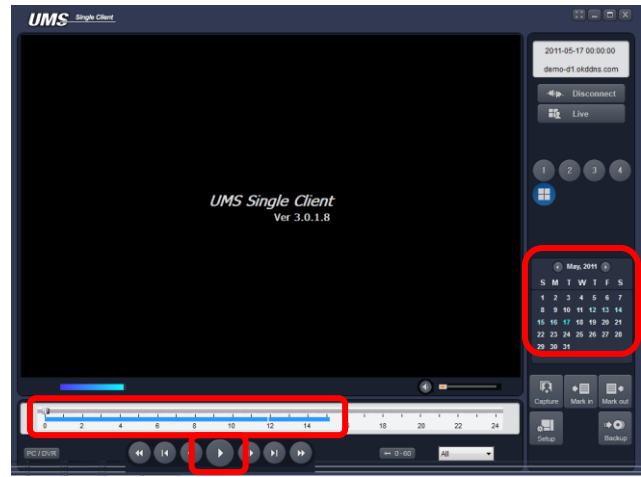 UMS Single Client
2011-05-17 00:00:00
demo-d1.okddns.com
Disconnect
Live
1 2 3 4
UMS Single Client
Ver 3.0.1.8
May, 2011
S M T W T F S
1 2 3 4 5 6 7
8 9 10 11 12 13 14
15 16 17 18 19 20 21
22 23 24 25 26 27 28
29 30 31
Capture Mark in Mark out
0 2 4 6 8 10 12 14 16 18 20 22 24
Setup Backup
PC / DVR
0 - 60
All